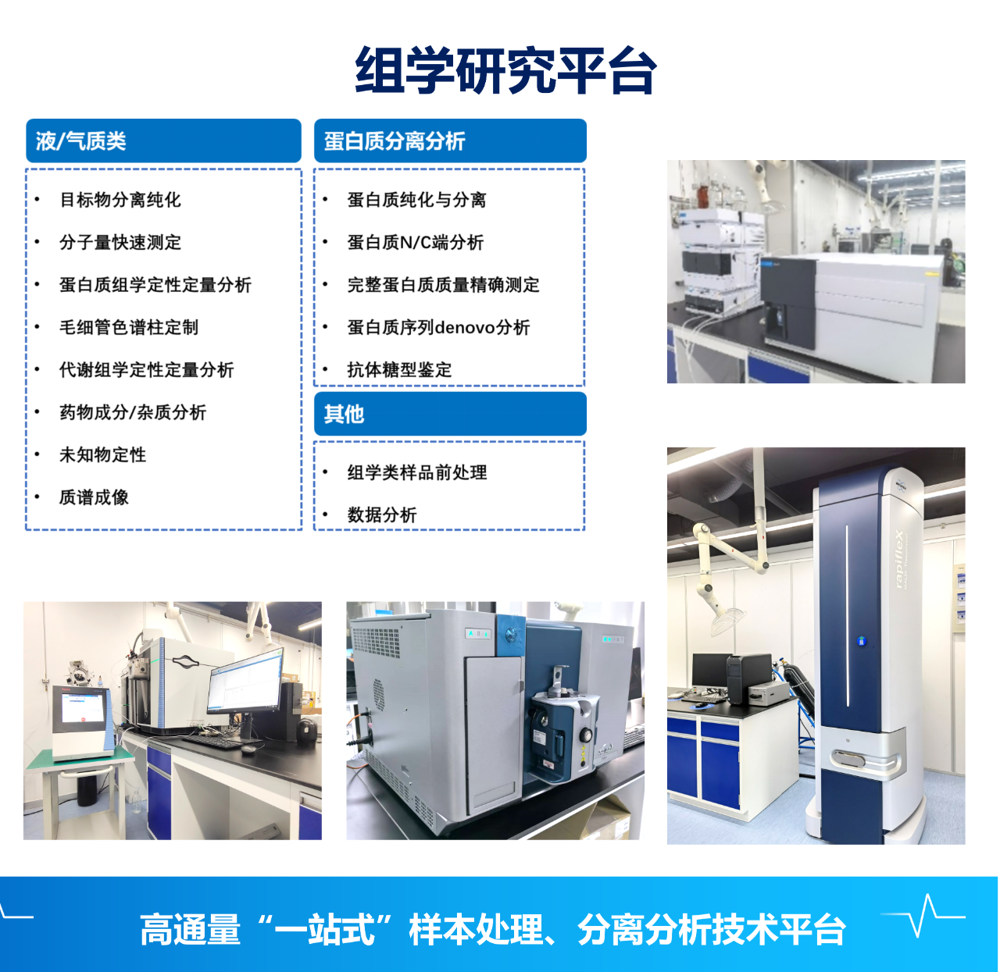 组学研究平台
液/气质类
• 目标物分离纯化
• 分子量快速测定
• 蛋白质组学定性定量分析
• 毛细管色谱柱定制
• 代谢组学定性定量分析
• 药物成分/杂质分析
• 未知物定性
• 质谱成像
蛋白质分离分析
• 蛋白质纯化与分离
• 蛋白质N/C端分析
• 完整蛋白质质量精确测定
• 蛋白质序列denovo分析
• 抗体糖型鉴定
其他
• 组学类样品前处理
• 数据分析
rapifleX
高通量“一站式”样本处理、分离分析技术平台